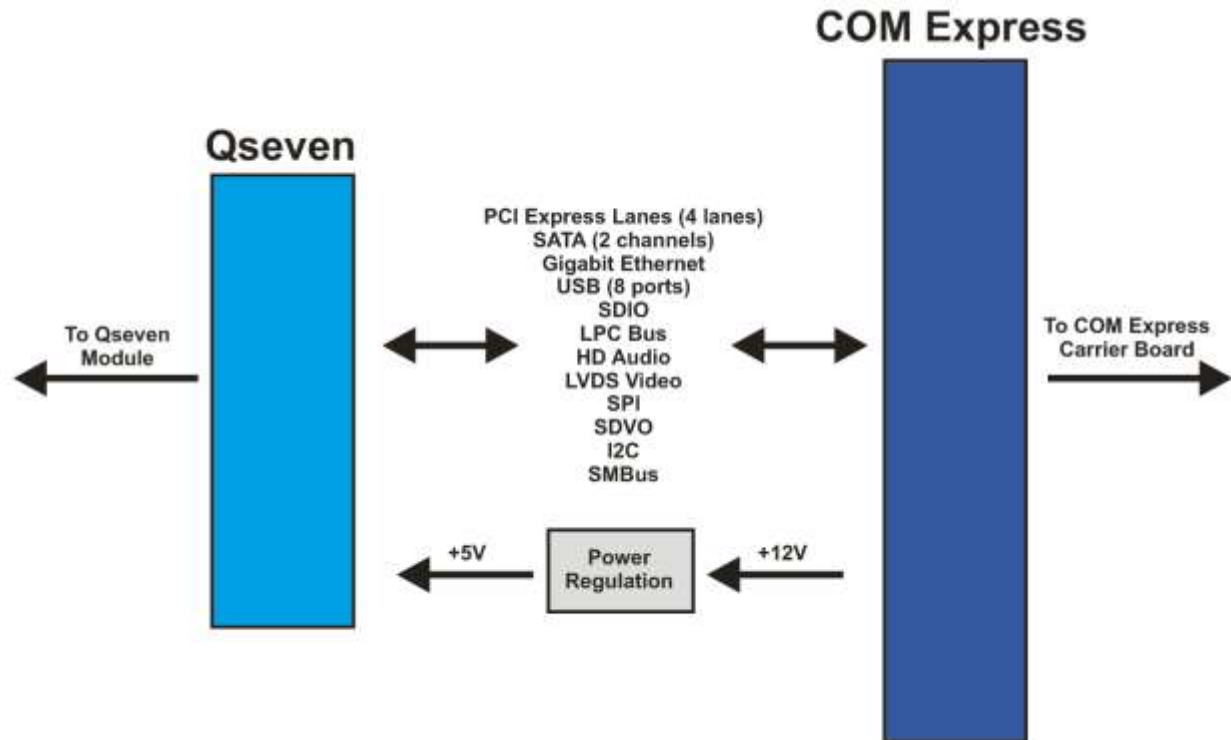 COM Express
Qseven
PCI Express Lanes (4 lanes)
SATA (2 channels)
Gigabit Ethernet
USB (8 ports)
SDIO
LPC Bus
HD Audio
LVDS Video
SPI
SDVO
I2C
SMBus
To Qseven
Module
To COM Express
Carrier Board
+5V
Power
Regulation
+12V